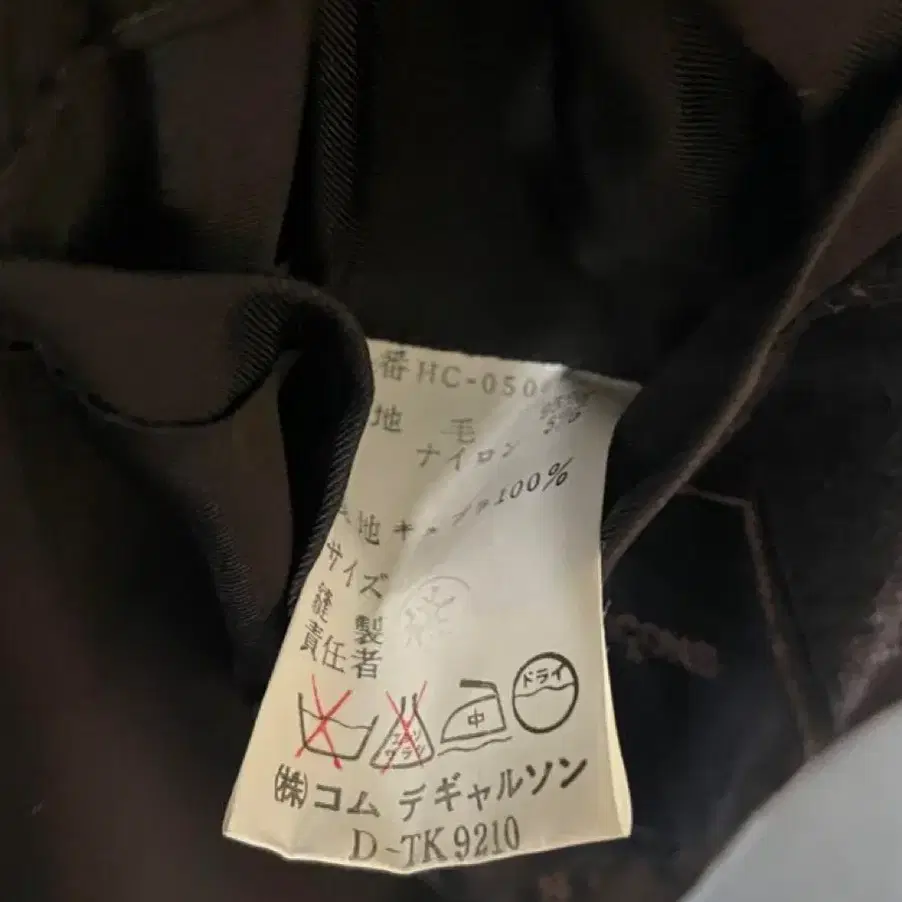 番HC-050
地 毛
ナイロン
地 キュプラ100%
サイズ
縫製
責任者
中
ドライ
(株)コム デギャルソン
D-TK9210